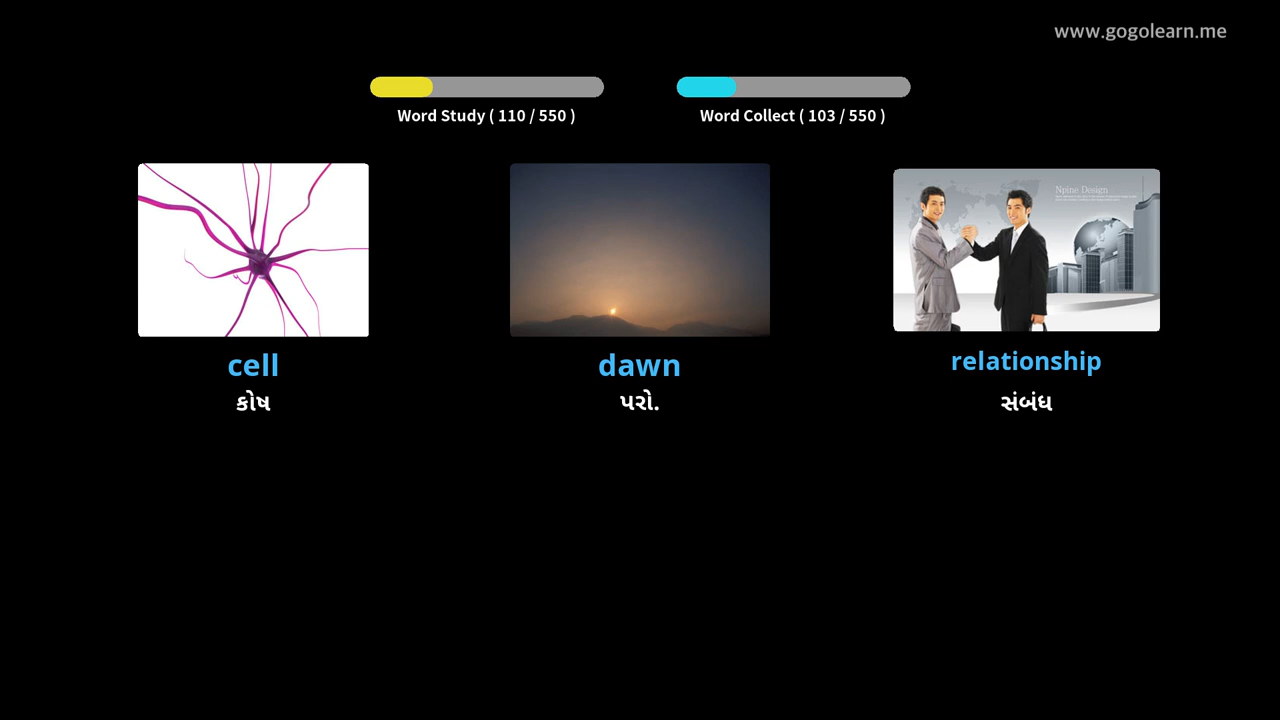 www.gogolearn.me
Word Study ( 110 / 550 )
Word Collect ( 103 / 550 )
Npine Design
cell
dawn
relationship
કોષ
પરો.
સંબંધ